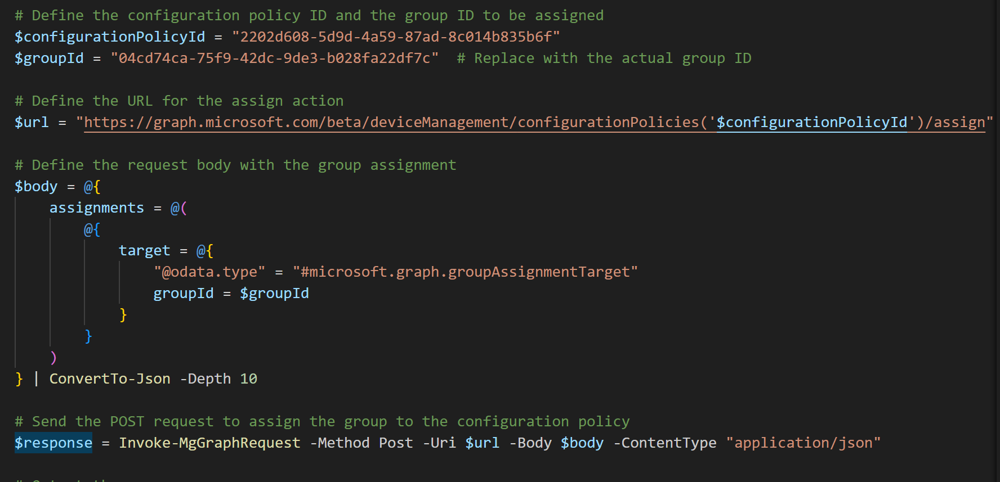 # Define the configuration policy ID and the group ID to be assigned
$configurationPolicyId = "2202d608-5d9d-4a59-87ad-8c014b835b6f"
$groupId = "04cd74ca-75f9-42dc-9de3-b028fa22df7c"  # Replace with the actual group ID
# Define the URL for the assign action
$url = "https://graph.microsoft.com/beta/deviceManagement/configurationPolicies('$configurationPolicyId')/assign"
# Define the request body with the group assignment
$body = @{
    assignments = @(
        @{
            target = @{
                "@odata.type" = "#microsoft.graph.groupAssignmentTarget"
                groupId = $groupId
            }
        }
    )
} | ConvertTo-Json -Depth 10
# Send the POST request to assign the group to the configuration policy
$response = Invoke-MgGraphRequest -Method Post -Uri $url -Body $body -ContentType "application/json"